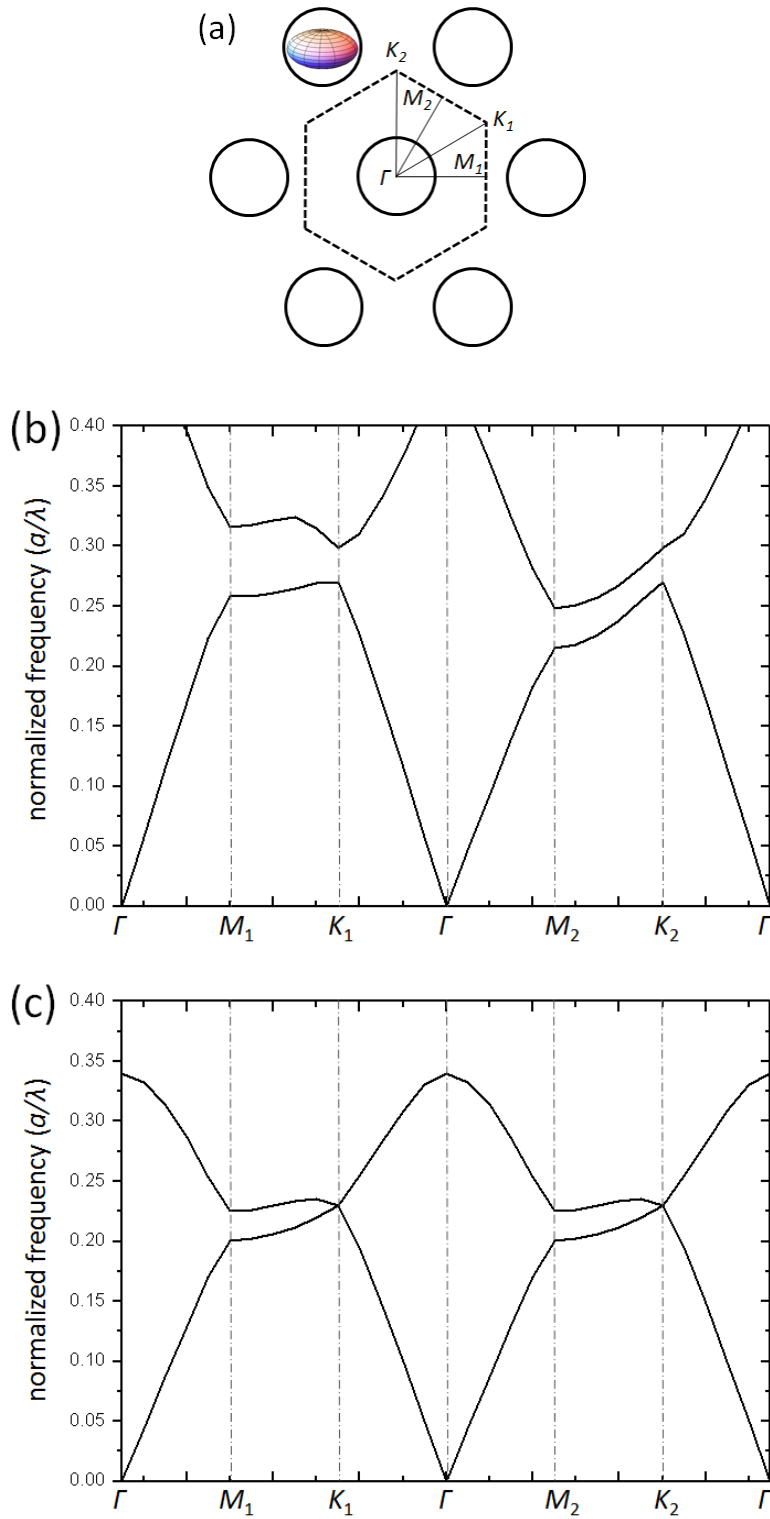 (a)
K2
M2
K1
M1
Γ
(b)
normalized frequency (a/λ)
0.40
0.35
0.30
0.25
0.20
0.15
0.10
0.05
0.00
Γ M1 K1 Γ M2 K2 Γ
(c)
normalized frequency (a/λ)
0.40
0.35
0.30
0.25
0.20
0.15
0.10
0.05
0.00
Γ M1 K1 Γ M2 K2 Γ